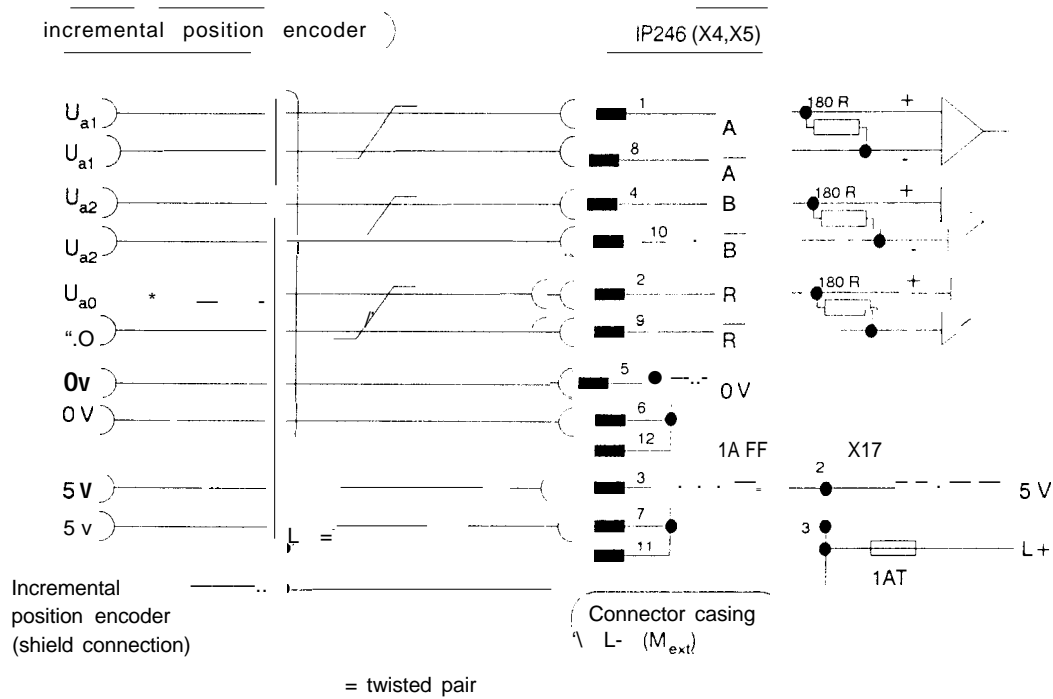 incremental position encoder
IP246 (X4,X5)
Ua1 1 A 180 R +
Ua1 8 A -
Ua2 4 B 180 R +
Ua2 10 B -
Ua0 * 2 R 180 R +
“.O 9 R
0v 5 0 V
0 V 6
12 1A FF X17
5 v 3 2 5 V
5 v 7 3
L = 11 L+
1AT
Incremental
position encoder
(shield connection)
Connector casing
L- (Mext)
= twisted pair